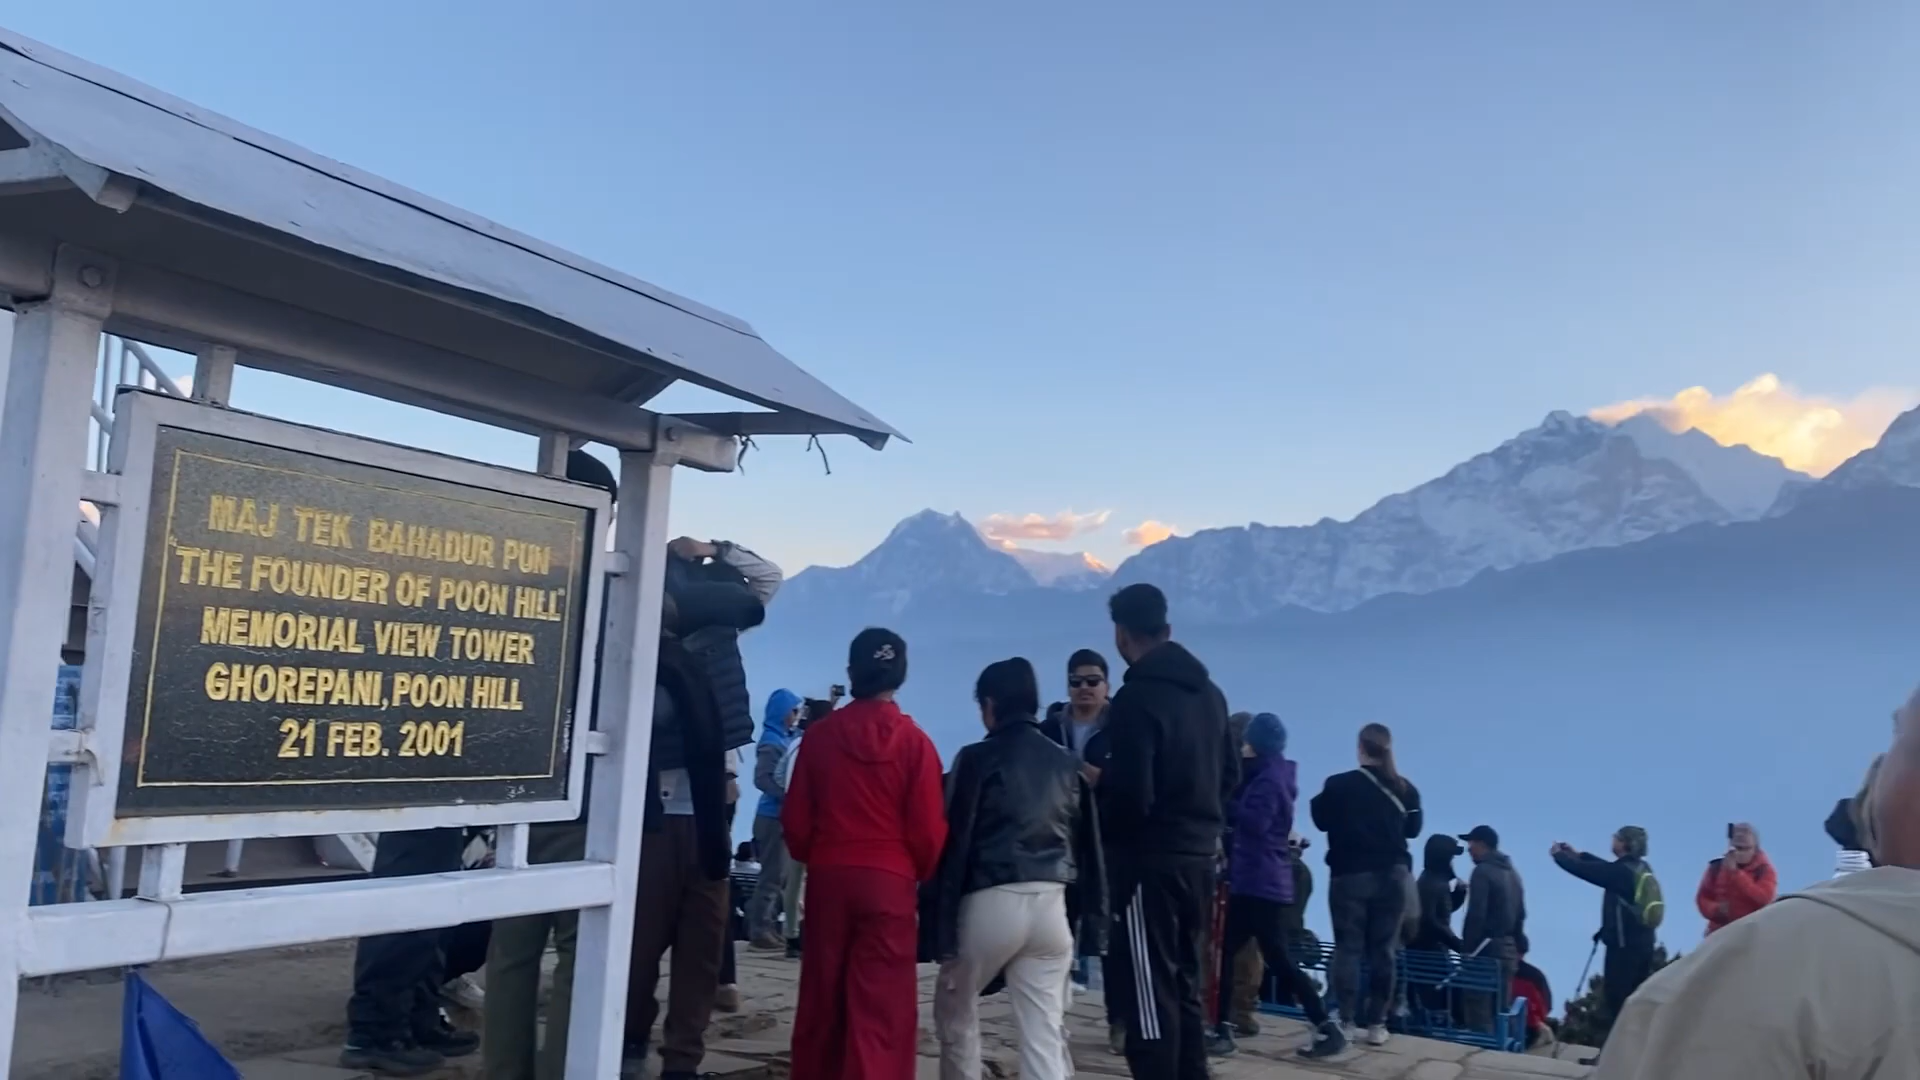 MAJ TEK BAHADUR PUN
"THE FOUNDER OF POON HILL"
MEMORIAL VIEW TOWER
GHOREPANI, POON HILL
21 FEB. 2001